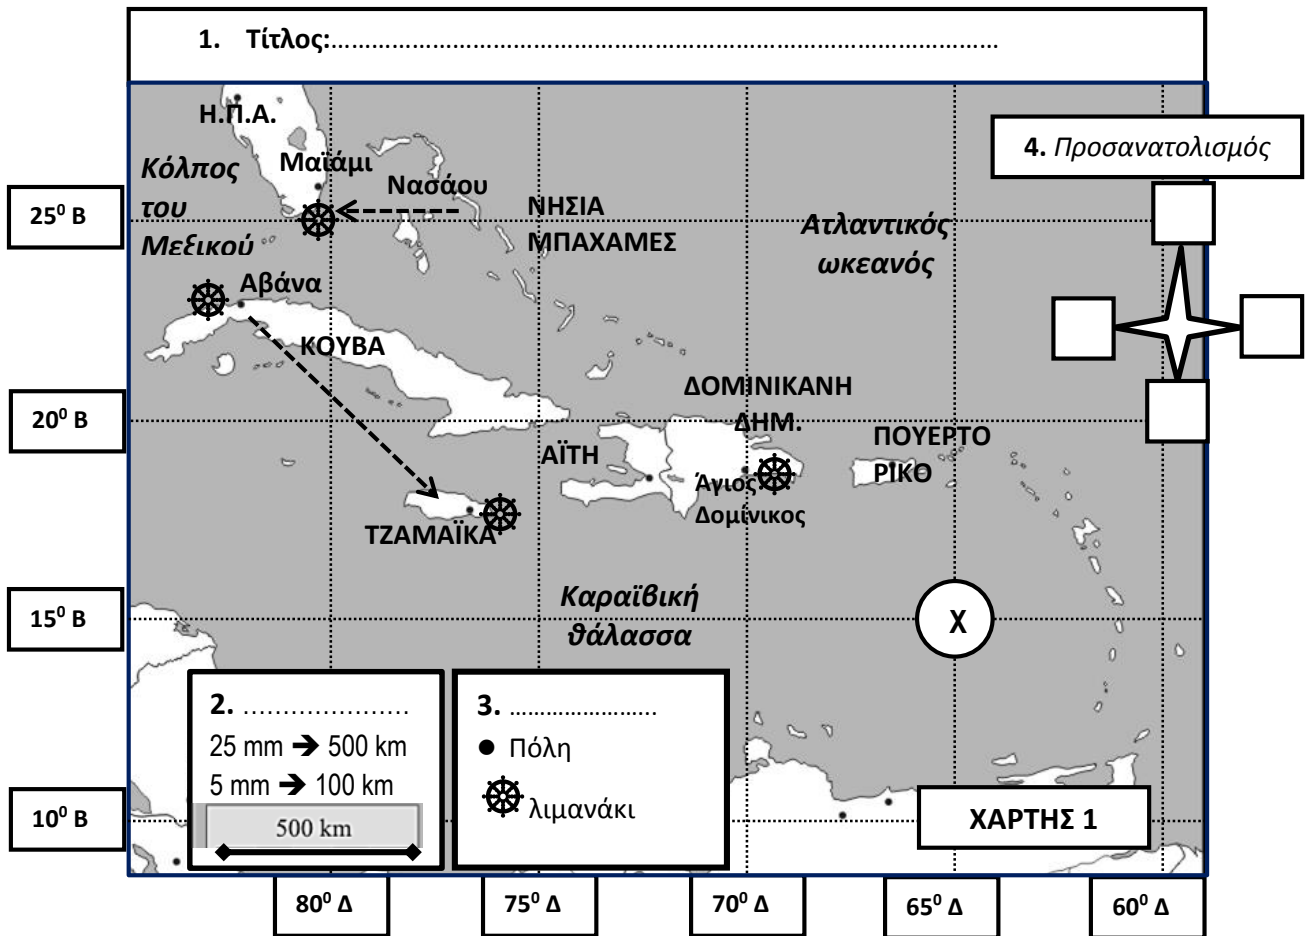 1. Τίτλος:………………………………………………………………………………………
Η.Π.Α.
4. Προσανατολισμός
Κόλπος
του
Μεξικού
Μαϊάμι
Νασάου
25⁰ Β
ΝΗΣΙΑ
ΜΠΑΧΑΜΕΣ
Ατλαντικός
ωκεανός
Αβάνα
ΚΟΥΒΑ
20⁰ Β
ΔΟΜΙΝΙΚΑΝΗ
ΔΗΜ.
ΑΪΤΗ
ΠΟΥΕΡΤΟ
ΡΙΚΟ
Άγιος
Δομίνικος
ΤΖΑΜΑΪΚΑ
15⁰ Β
Καραϊβική
θάλασσα
Χ
2. …………………
25 mm ➔ 500 km
5 mm ➔ 100 km
500 km
3. …………………
● Πόλη
λιμανάκι
10⁰ Β
ΧΑΡΤΗΣ 1
80⁰ Δ
75⁰ Δ
70⁰ Δ
65⁰ Δ
60⁰ Δ